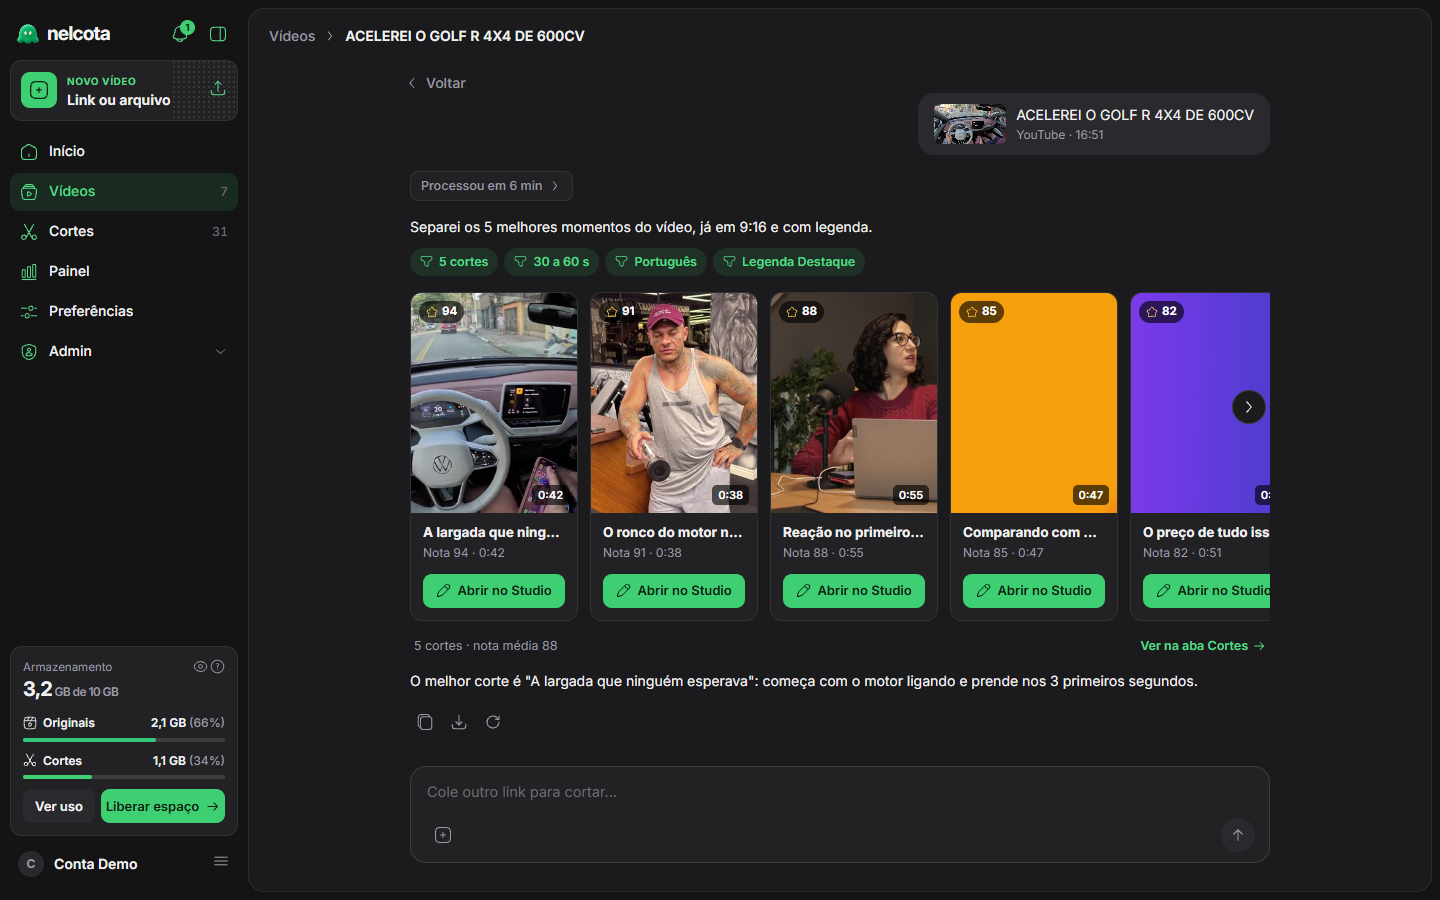 nelcota
1
NOVO VÍDEO
Link ou arquivo
Início
Vídeos 7
Cortes 31
Painel
Preferências
Admin
Armazenamento
3,2 GB de 10 GB
Originais 2,1 GB (66%)
Cortes 1,1 GB (34%)
Ver uso
Liberar espaço →
C Conta Demo
Vídeos > ACELEREI O GOLF R 4X4 DE 600CV
Voltar
ACELEREI O GOLF R 4X4 DE 600CV
YouTube · 16:51
Processou em 6 min
Separei os 5 melhores momentos do vídeo, já em 9:16 e com legenda.
5 cortes
30 a 60 s
Português
Legenda Destaque
94
0:42
A largada que ning...
Nota 94 · 0:42
Abrir no Studio
91
0:38
O ronco do motor n...
Nota 91 · 0:38
Abrir no Studio
88
0:55
Reação no primeiro...
Nota 88 · 0:55
Abrir no Studio
85
0:47
Comparando com ...
Nota 85 · 0:47
Abrir no Studio
82
0:
O preço de tudo iss
Nota 82 · 0:51
Abrir no Studio
5 cortes · nota média 88
Ver na aba Cortes →
O melhor corte é "A largada que ninguém esperava": começa com o motor ligando e prende nos 3 primeiros segundos.
Cole outro link para cortar...